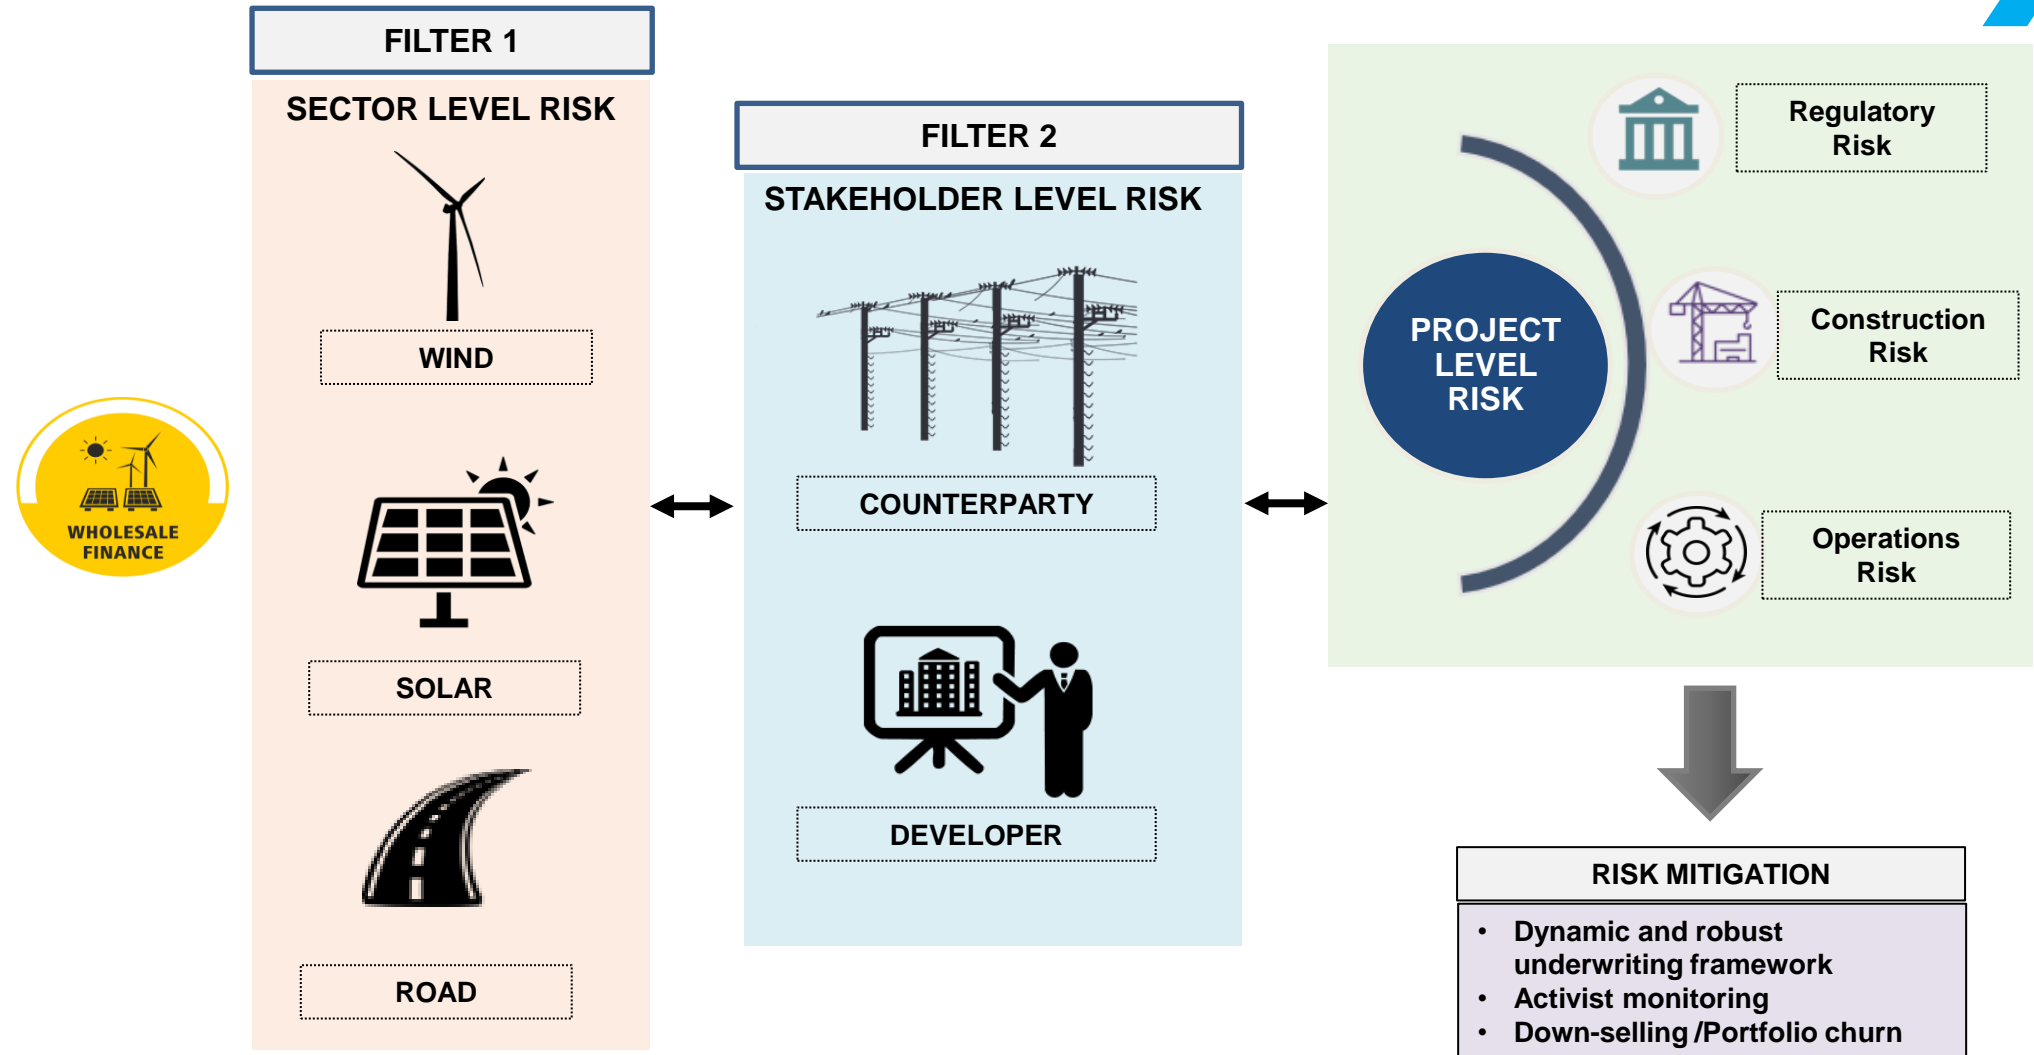 WHOLESALE
FINANCE
FILTER 1
SECTOR LEVEL RISK
WIND
SOLAR
ROAD
FILTER 2
STAKEHOLDER LEVEL RISK
COUNTERPARTY
DEVELOPER
PROJECT
LEVEL
RISK
Regulatory
Risk
Construction
Risk
Operations
Risk
RISK MITIGATION
• Dynamic and robust
underwriting framework
• Activist monitoring
• Down-selling /Portfolio churn